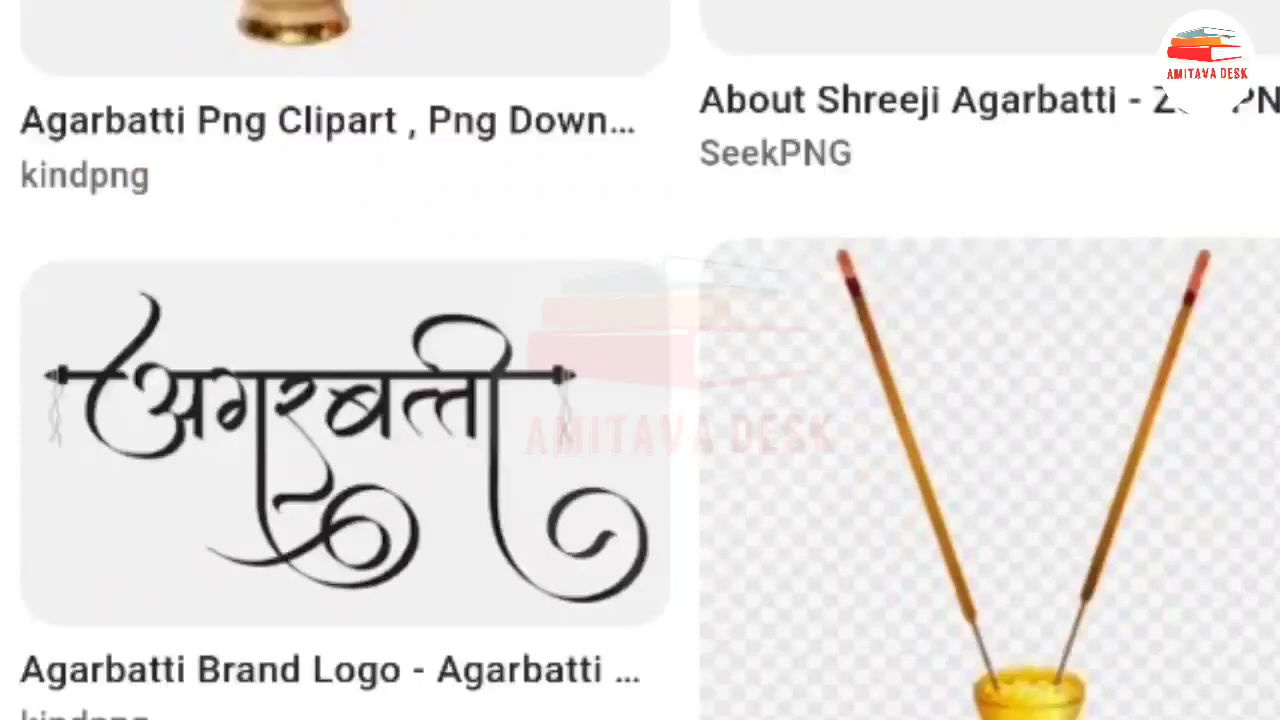 AMITAVA DESK
Agarbatti Png Clipart , Png Down...
kindpng
About Shreeji Agarbatti -
SeekPNG
अगरबत्ती
AMITAVA DESK
Agarbatti Brand Logo - Agarbatti ...
kindpng